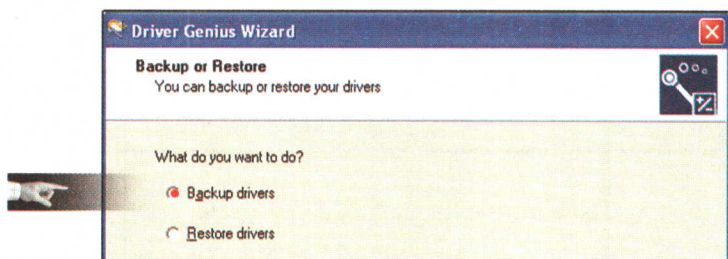 Driver Genius Wizard
Backup or Restore
You can backup or restore your drivers
What do you want to do?
Backup drivers
Restore drivers